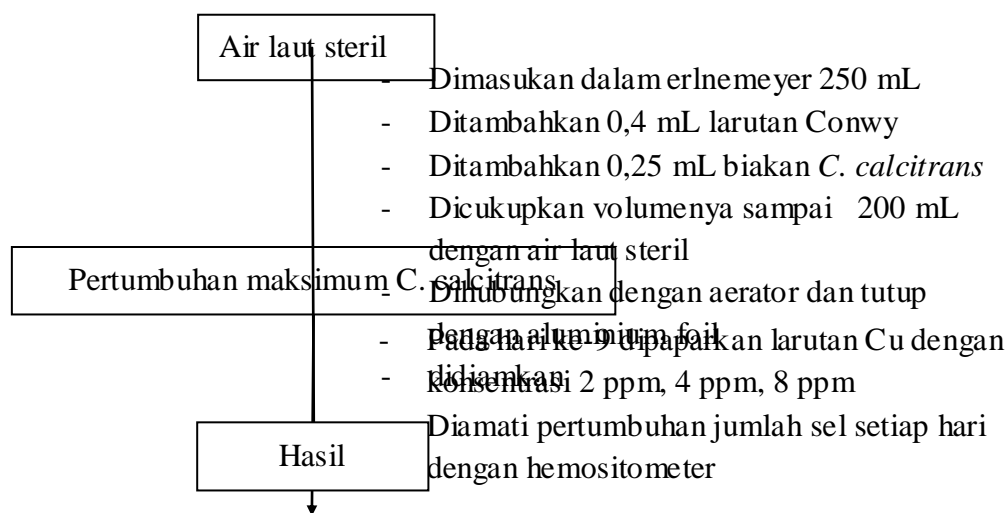 Air laut steril
- Dimasukan dalam erlnemeyer 250 mL
- Ditambahkan 0,4 mL larutan Conwy
- Ditambahkan 0,25 mL biakan C. calcitrans
- Dicukupkan volumenya sampai 200 mL
dengan air laut steril
Pertumbuhan maksimum C. calcitrans
- Dihubungkan dengan aerator dan tutup
dengan aluminium foil
- Pada hari ke-9 dipaparkan larutan Cu dengan
- didiamkan
konsentrasi 2 ppm, 4 ppm, 8 ppm
Diamati pertumbuhan jumlah sel setiap hari
dengan hemositometer
Hasil